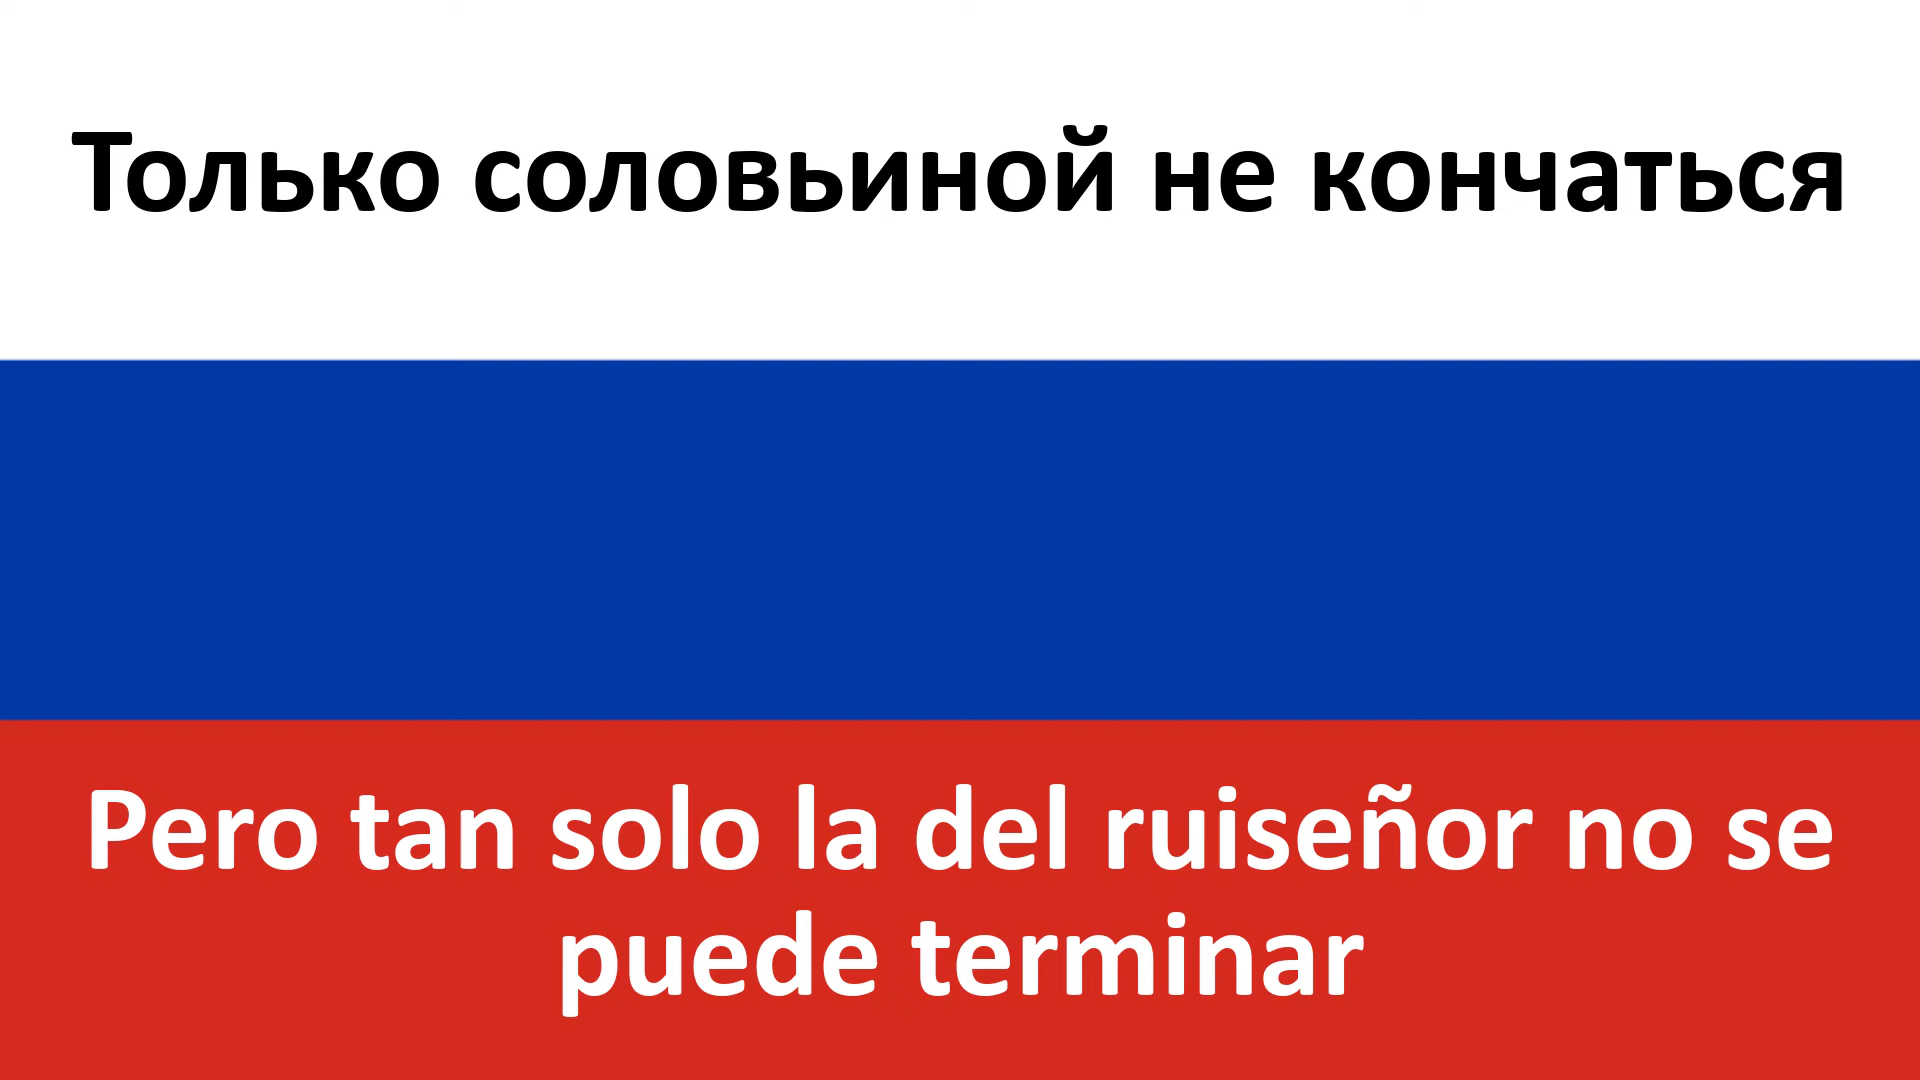 Только соловьиной не кончаться
Pero tan solo la del ruiseñor no se
puede terminar